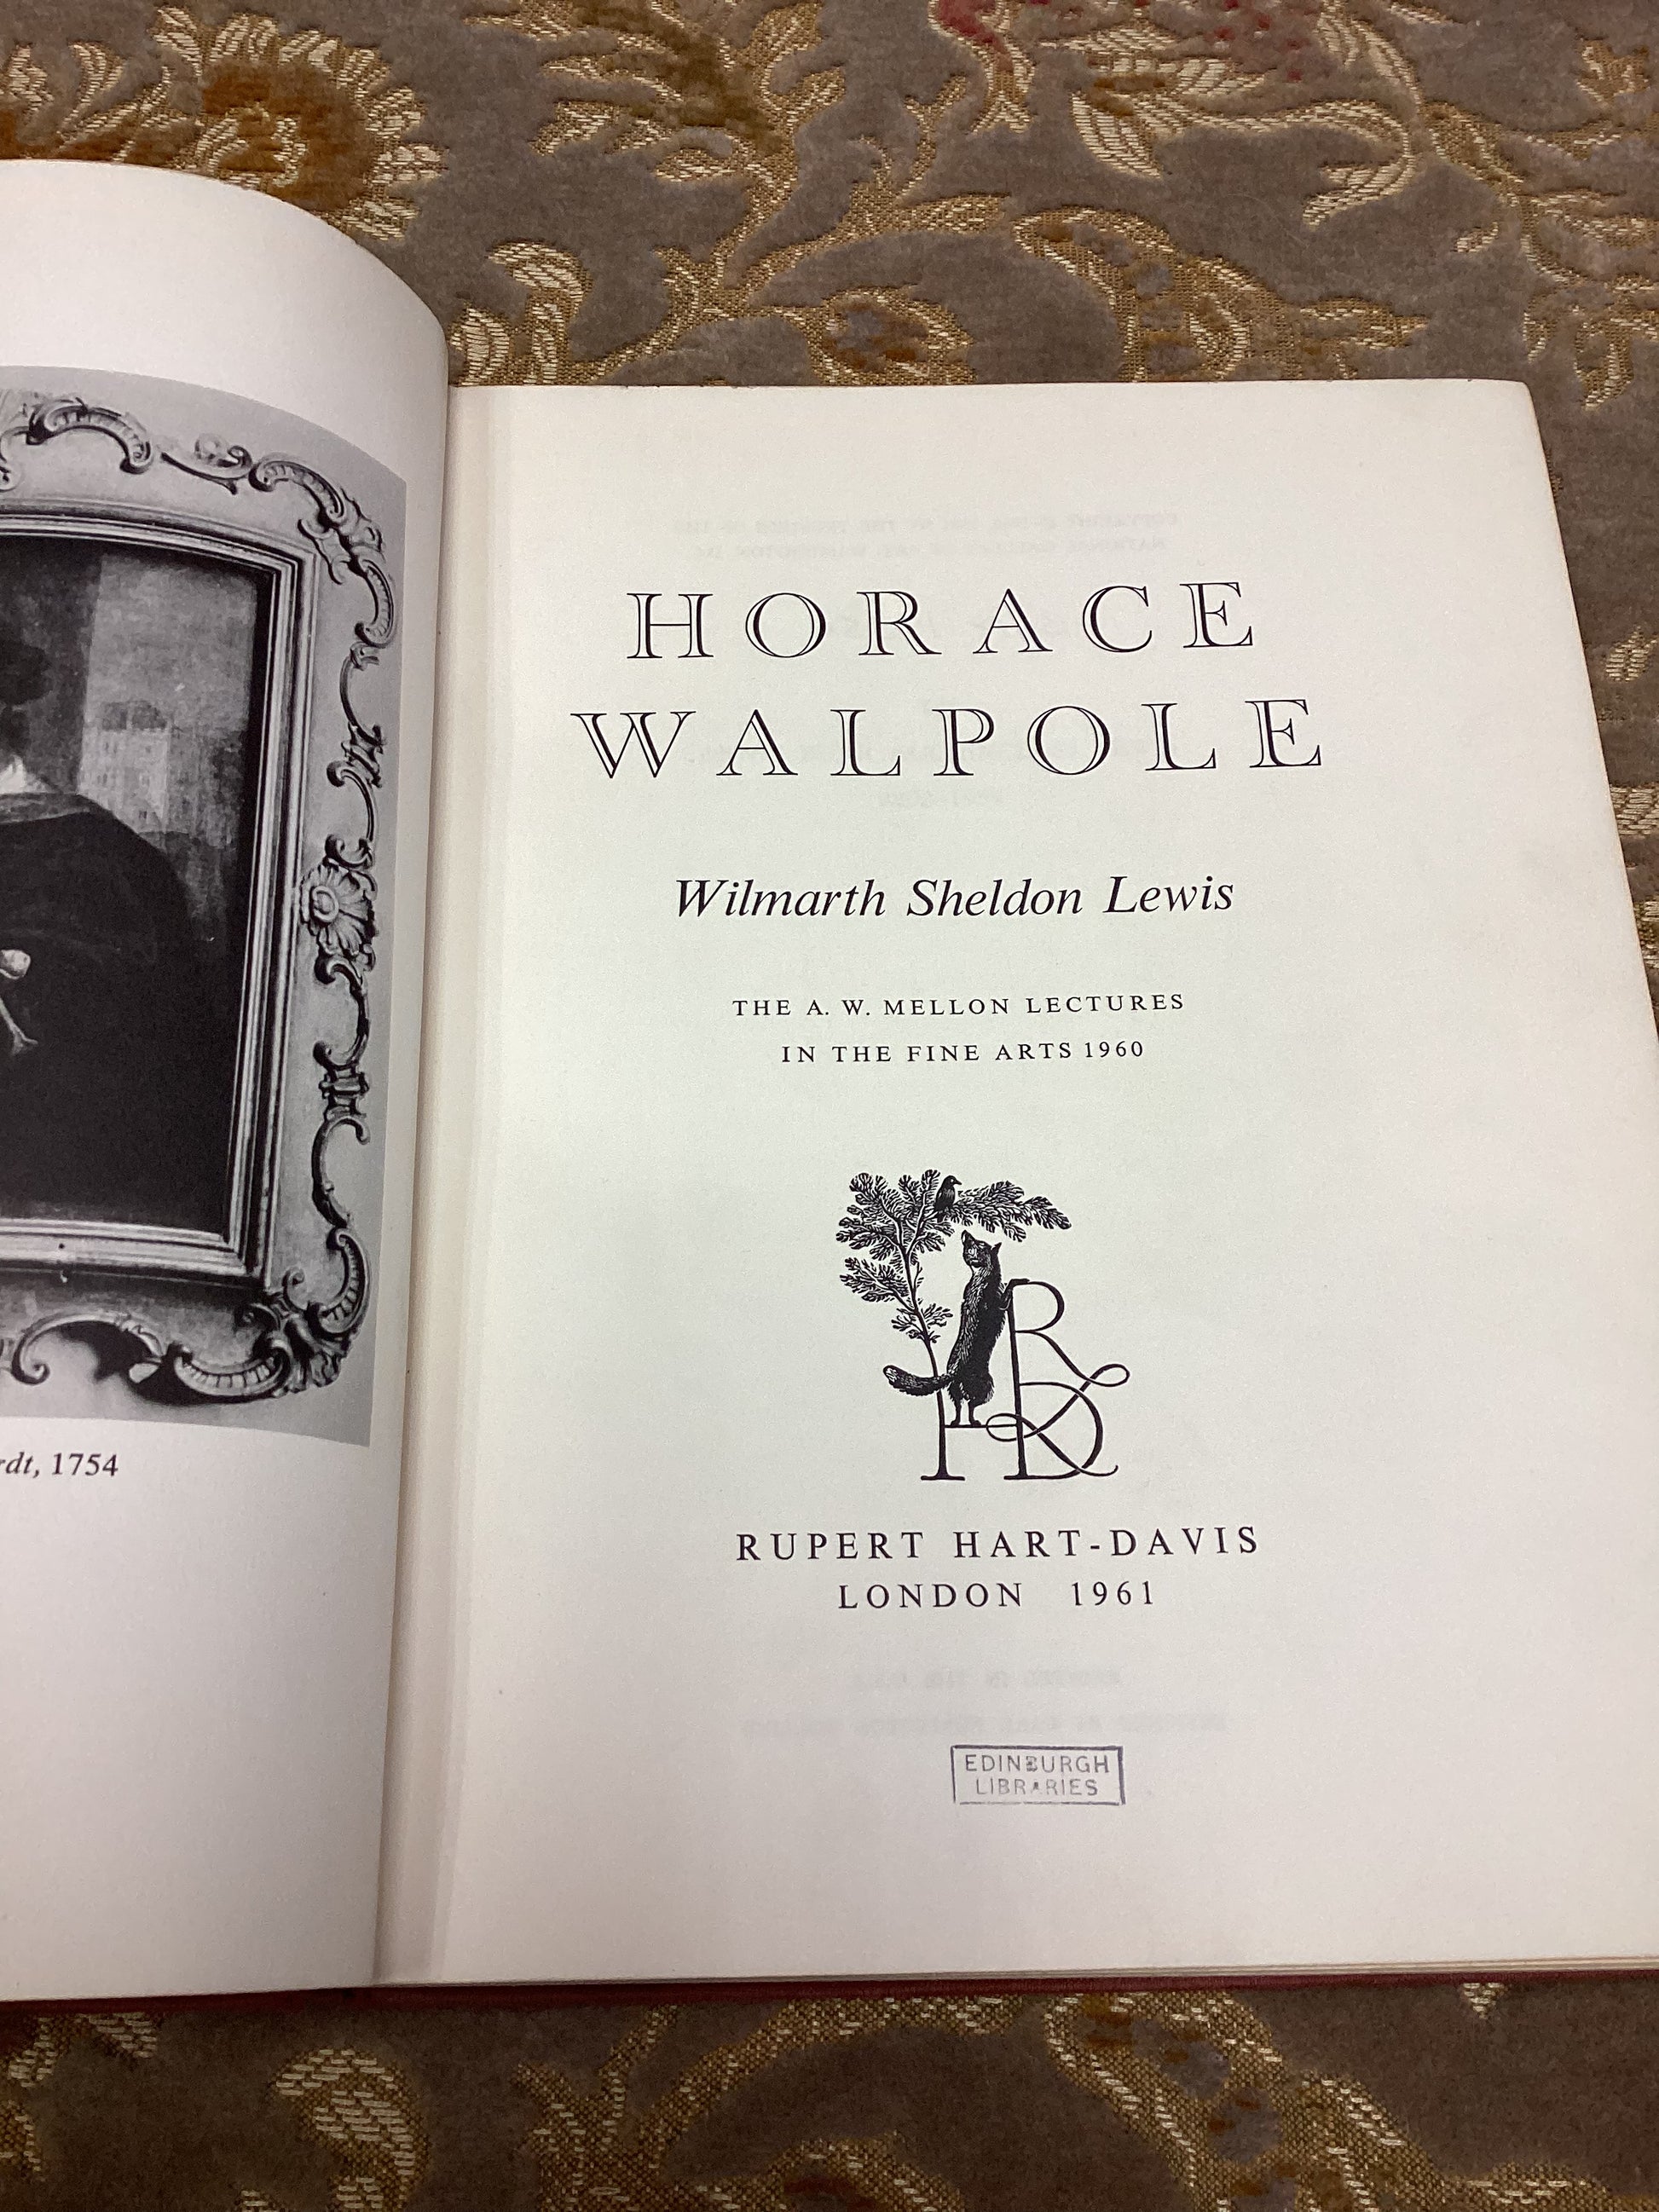 rdt, 1754
HORACE
WALPOLE
Wilmarth Sheldon Lewis
THE A. W. MELLON LECTURES
IN THE FINE ARTS 1960
R
H D
RUPERT HART-DAVIS
LONDON 1961
EDINBURGH
LIBRARIES